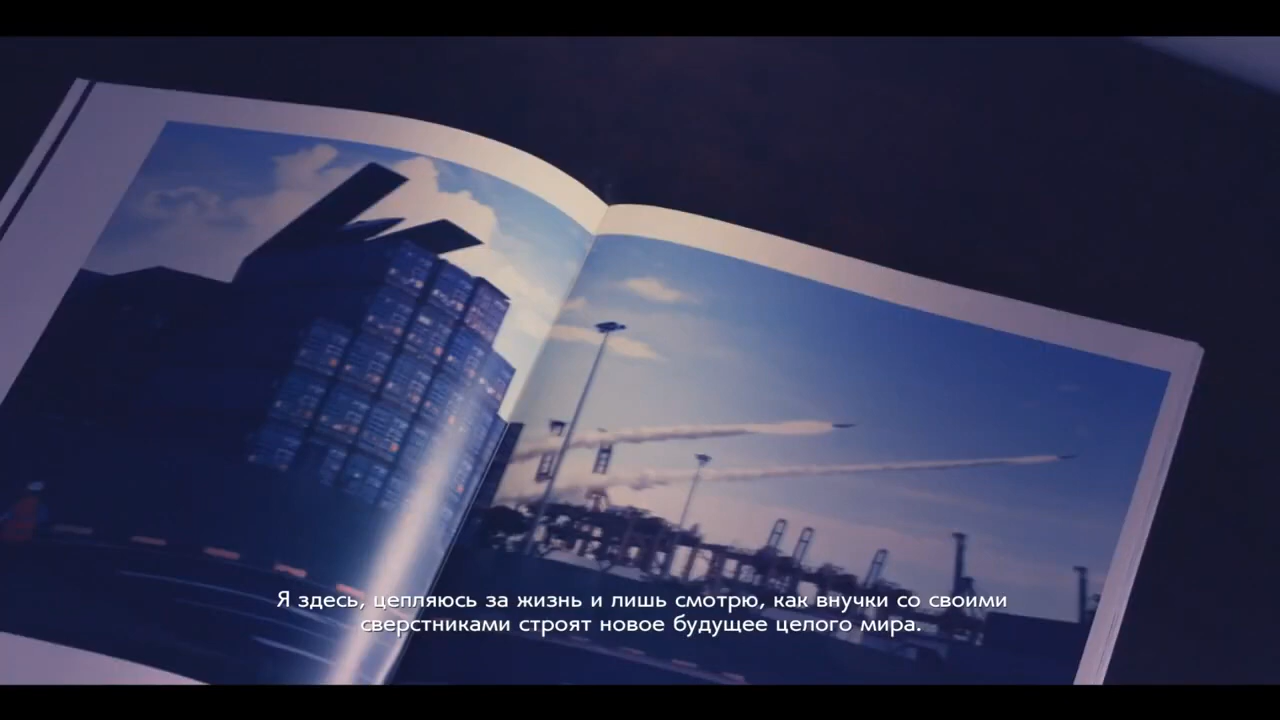 Я здесь, цепляюсь за жизнь и лишь смотрю, как внучки со своими
сверстниками строят новое будущее целого мира.